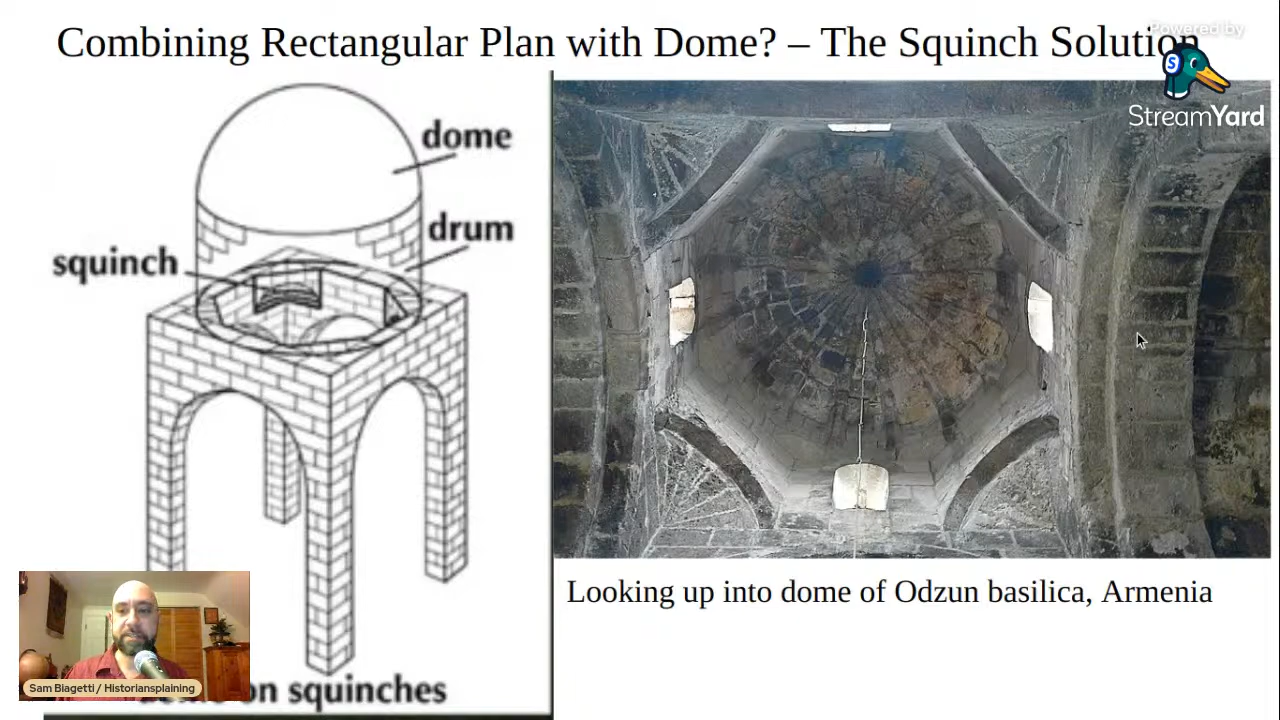 Combining Rectangular Plan with Dome? – The Squinch Solution
Powered by
S
StreamYard
dome
drum
squinch
on squinches
Looking up into dome of Odzun basilica, Armenia
Sam Biagetti / Historiansplaining